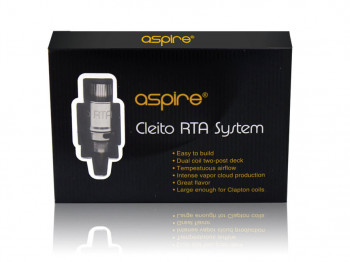 aspire®
aspire®
Cleito RTA System
• Easy to build
• Dual coil two-post deck
• Tempestuous airflow
• Intense vapor cloud production
• Great flavor
• Large enough for Clapton coils